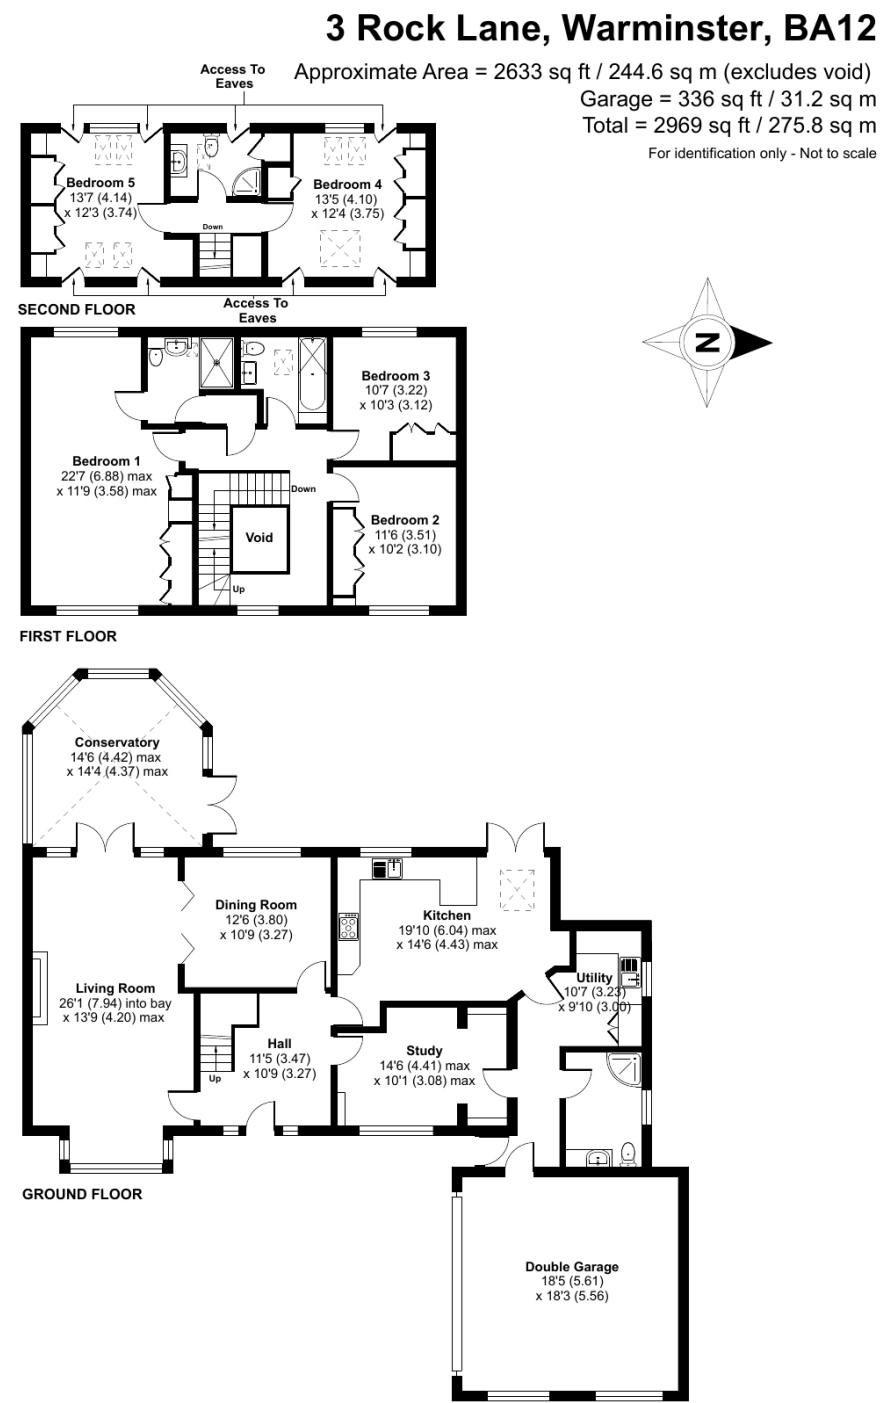 3 Rock Lane, Warminster, BA12
Approximate Area = 2633 sq ft / 244.6 sq m (excludes void)
Garage = 336 sq ft / 31.2 sq m
Total = 2969 sq ft / 275.8 sq m
For identification only - Not to scale
Access To
Eaves
Bedroom 5
13'7 (4.14)
x 12'3 (3.74)
Bedroom 4
13'5 (4.10)
x 12'4 (3.75)
Down
SECOND FLOOR
Access To
Eaves
N
Bedroom 3
10'7 (3.22)
x 10'3 (3.12)
Bedroom 1
22'7 (6.88) max
x 11'9 (3.58) max
Down
Void
Up
Bedroom 2
11'6 (3.51)
x 10'2 (3.10)
FIRST FLOOR
Conservatory
14'6 (4.42) max
x 14'4 (4.37) max
Dining Room
12'6 (3.80)
x 10'9 (3.27)
Kitchen
19'10 (6.04) max
x 14'6 (4.43) max
Utility
10'7 (3.23)
x 9'10 (3.00)
Living Room
26'1 (7.94) into bay
x 13'9 (4.20) max
Hall
11'5 (3.47)
x 10'9 (3.27)
Up
Study
14'6 (4.41) max
x 10'1 (3.08) max
GROUND FLOOR
Double Garage
18'5 (5.61)
x 18'3 (5.56)